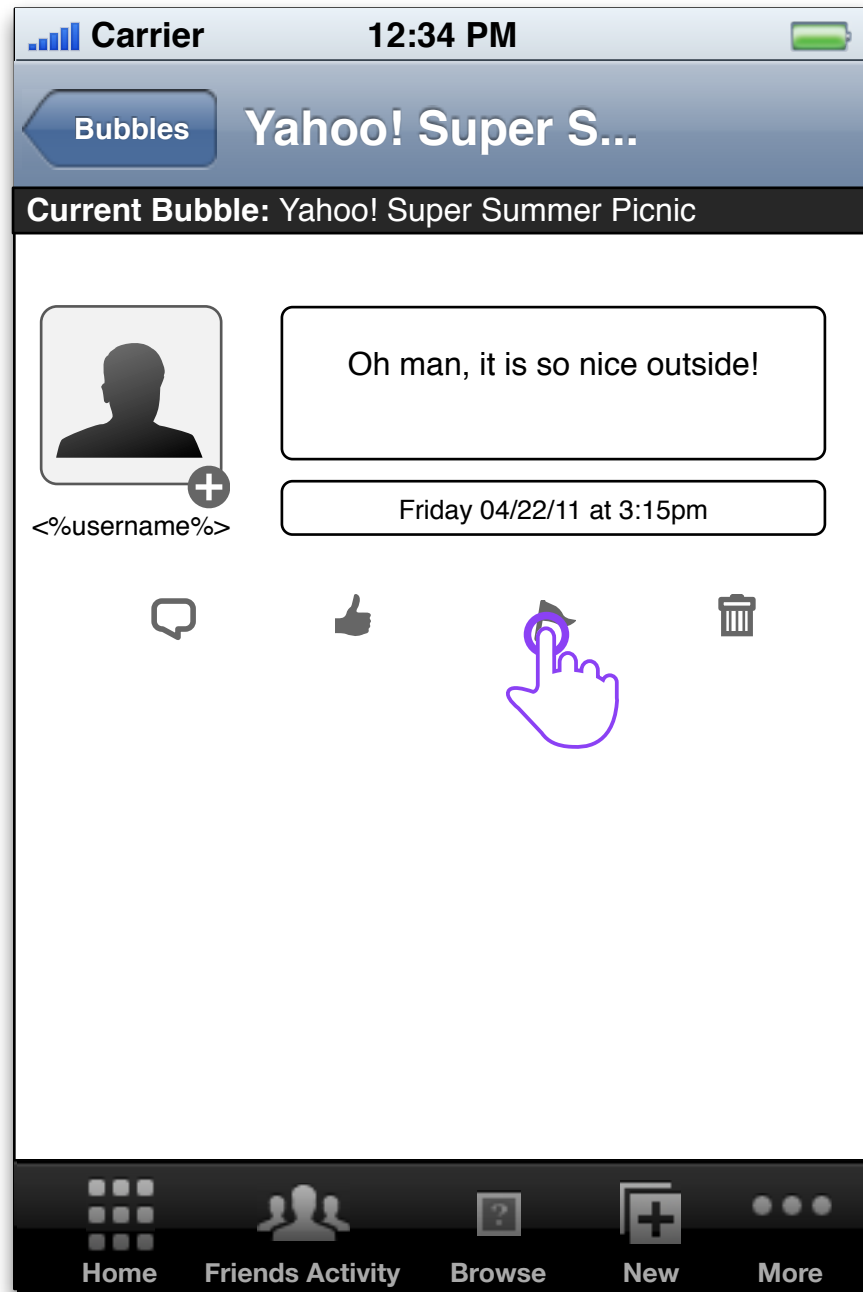 Carrier 12:34 PM
Bubbles Yahoo! Super S...
Current Bubble: Yahoo! Super Summer Picnic
Oh man, it is so nice outside!
<%username%>
Friday 04/22/11 at 3:15pm
?
Home Friends Activity Browse New More